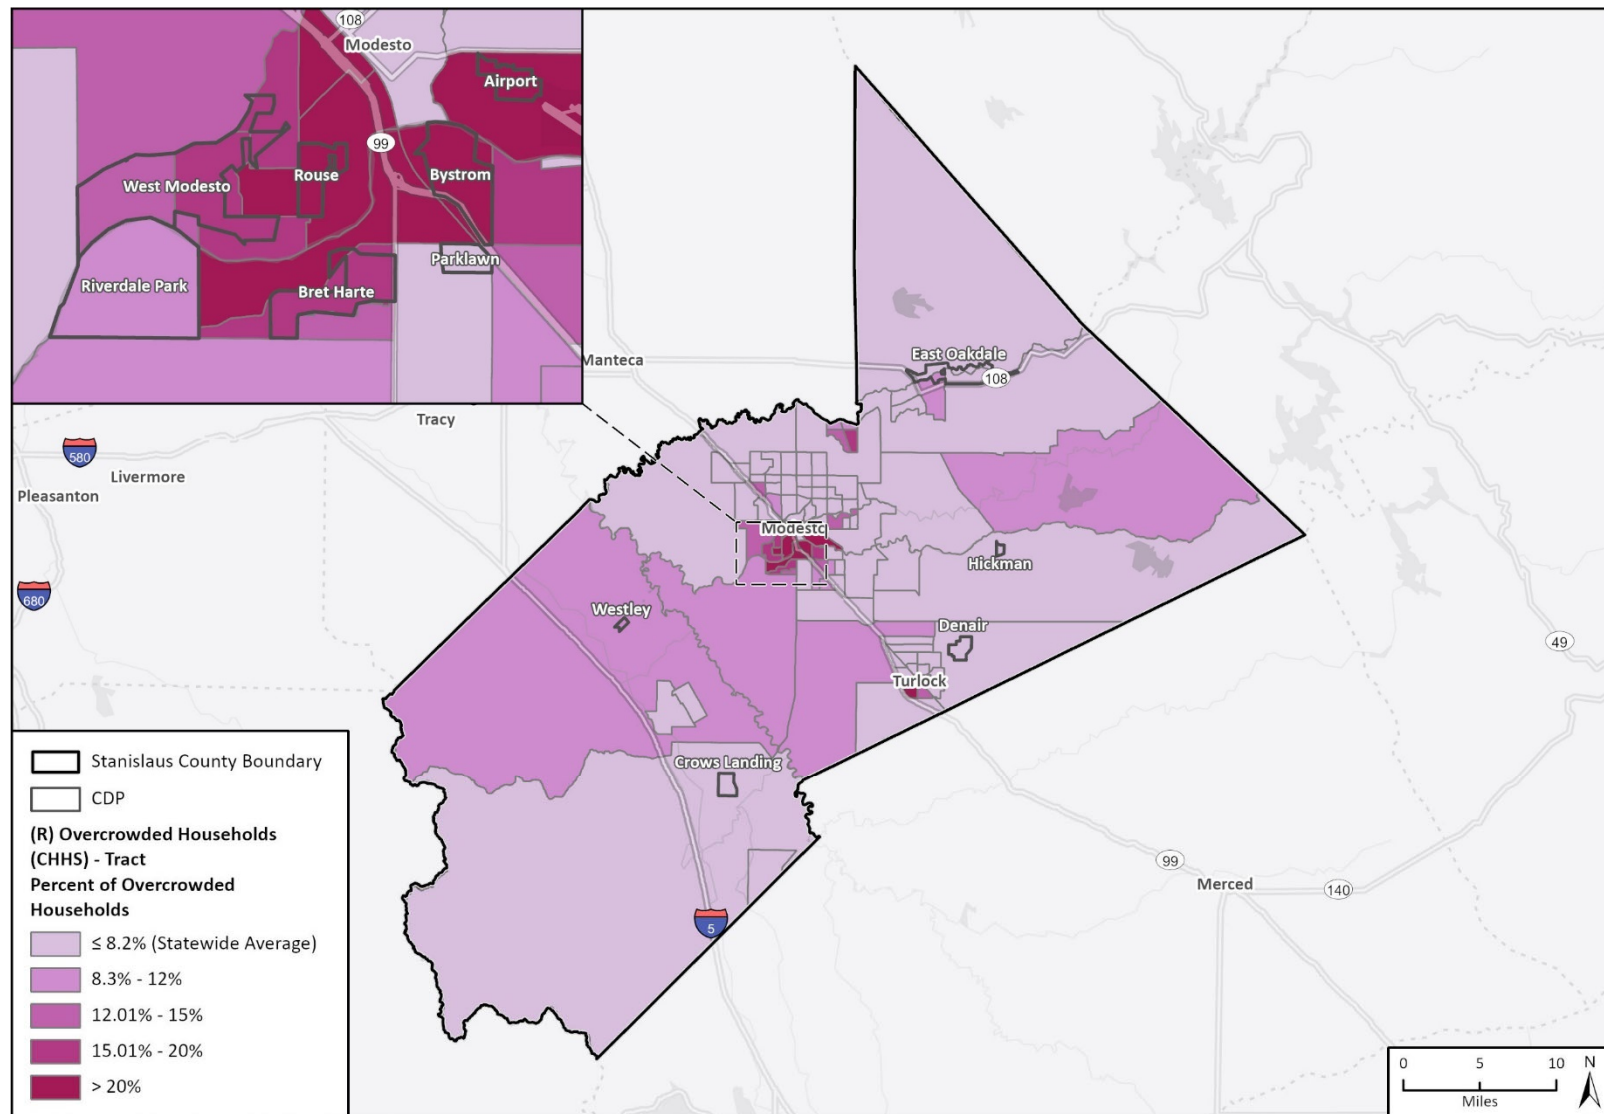 108
Modesto
Airport
99
West Modesto
Rouse
Bystrom
Parklawn
Riverdale Park
Bret Harte
Manteca
Tracy
East Oakdale
108
580
Livermore
Pleasanton
Modesto
Hickman
680
Westley
Denair
49
Turlock
Crows Landing
99
Merced
140
5
Stanislaus County Boundary
CDP
(R) Overcrowded Households
(CHHS) - Tract
Percent of Overcrowded
Households
≤ 8.2% (Statewide Average)
8.3% - 12%
12.01% - 15%
15.01% - 20%
> 20%
0 5 10
Miles
N